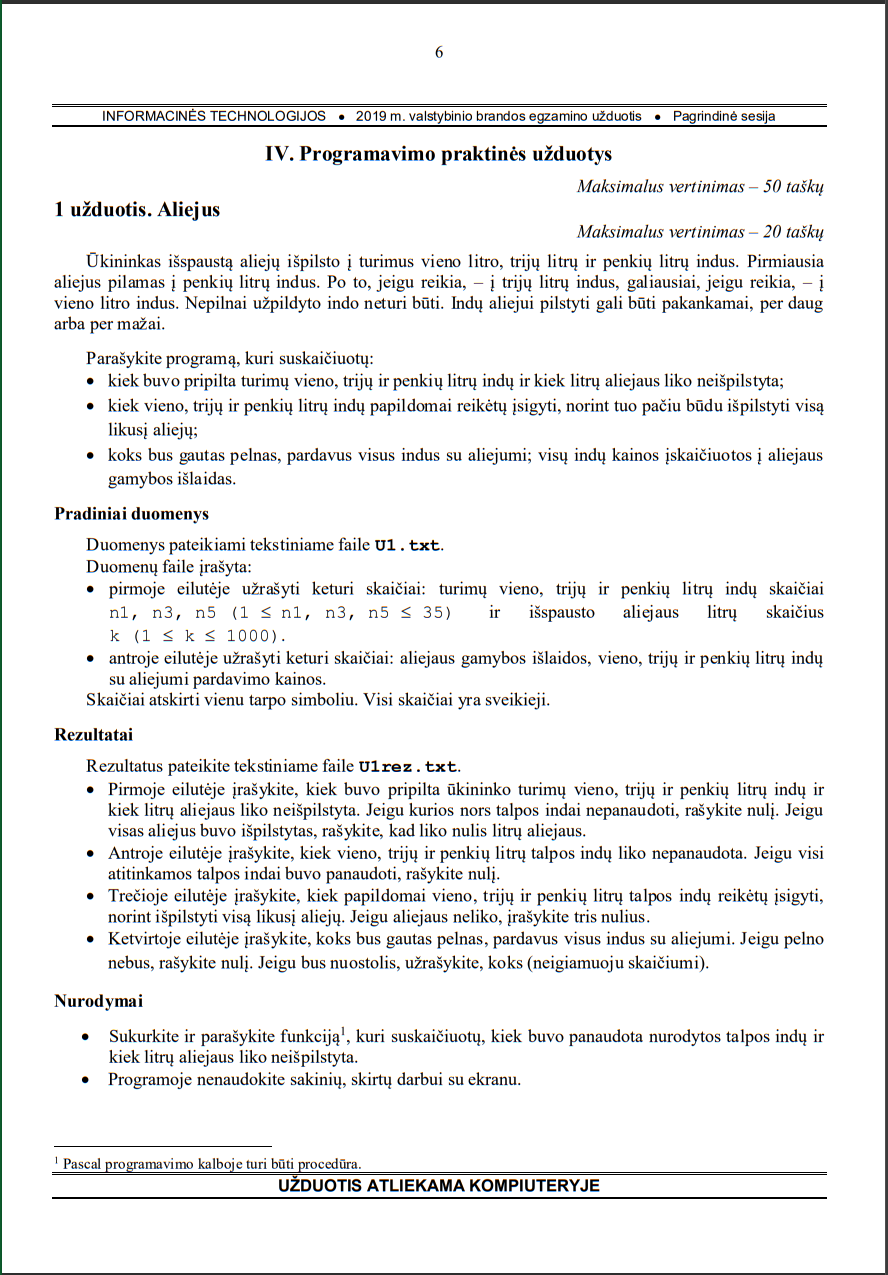 6
INFORMACINĖS TECHNOLOGIJOS ● 2019 m. valstybinio brandos egzamino užduotis ● Pagrindinė sesija
IV. Programavimo praktinės užduotys
Maksimalus vertinimas – 50 taškų
1 užduotis. Aliejus
Maksimalus vertinimas – 20 taškų
Ūkininkas išspaustą aliejų išpilsto į turimus vieno litro, trijų litrų ir penkių litrų indus. Pirmiausia
aliejus pilamas į penkių litrų indus. Po to, jeigu reikia, – į trijų litrų indus, galiausiai, jeigu reikia, – į
vieno litro indus. Nepilnai užpildyto indo neturi būti. Indų aliejui pilstyti gali būti pakankamai, per daug
arba per mažai.
Parašykite programą, kuri suskaičiuotų:
● kiek buvo pripilta turimų vieno, trijų ir penkių litrų indų ir kiek litrų aliejaus liko neišpilstyta;
● kiek vieno, trijų ir penkių litrų indų papildomai reikėtų įsigyti, norint tuo pačiu būdu išpilstyti visą
likusį aliejų;
● koks bus gautas pelnas, pardavus visus indus su aliejumi; visų indų kainos įskaičiuotos į aliejaus
gamybos išlaidas.
Pradiniai duomenys
Duomenys pateikiami tekstiniame faile U1.txt.
Duomenų faile įrašyta:
● pirmoje eilutėje užrašyti keturi skaičiai: turimų vieno, trijų ir penkių litrų indų skaičiai
n1, n3, n5 (1 ≤ n1, n3, n5 ≤ 35) ir išspausto aliejaus litrų skaičius
k (1 ≤ k ≤ 1000).
● antroje eilutėje užrašyti keturi skaičiai: aliejaus gamybos išlaidos, vieno, trijų ir penkių litrų indų
su aliejumi pardavimo kainos.
Skaičiai atskirti vienu tarpo simboliu. Visi skaičiai yra sveikieji.
Rezultatai
Rezultatus pateikite tekstiniame faile U1rez.txt.
● Pirmoje eilutėje įrašykite, kiek buvo pripilta ūkininko turimų vieno, trijų ir penkių litrų indų ir
kiek litrų aliejaus liko neišpilstyta. Jeigu kurios nors talpos indai nepanaudoti, rašykite nulį. Jeigu
visas aliejus buvo išpilstytas, rašykite, kad liko nulis litrų aliejaus.
● Antroje eilutėje įrašykite, kiek vieno, trijų ir penkių litrų talpos indų liko nepanaudota. Jeigu visi
atitinkamos talpos indai buvo panaudoti, rašykite nulį.
● Trečioje eilutėje įrašykite, kiek papildomai vieno, trijų ir penkių litrų talpos indų reikėtų įsigyti,
norint išpilstyti visą likusį aliejų. Jeigu aliejaus neliko, įrašykite tris nulius.
● Ketvirtoje eilutėje įrašykite, koks bus gautas pelnas, pardavus visus indus su aliejumi. Jeigu pelno
nebus, rašykite nulį. Jeigu bus nuostolis, užrašykite, koks (neigiamuoju skaičiumi).
Nurodymai
● Sukurkite ir parašykite funkciją¹, kuri suskaičiuotų, kiek buvo panaudota nurodytos talpos indų ir
kiek litrų aliejaus liko neišpilstyta.
● Programoje nenaudokite sakinių, skirtų darbui su ekranu.
¹ Pascal programavimo kalboje turi būti procedūra.
UŽDUOTIS ATLIEKAMA KOMPIUTERYJE